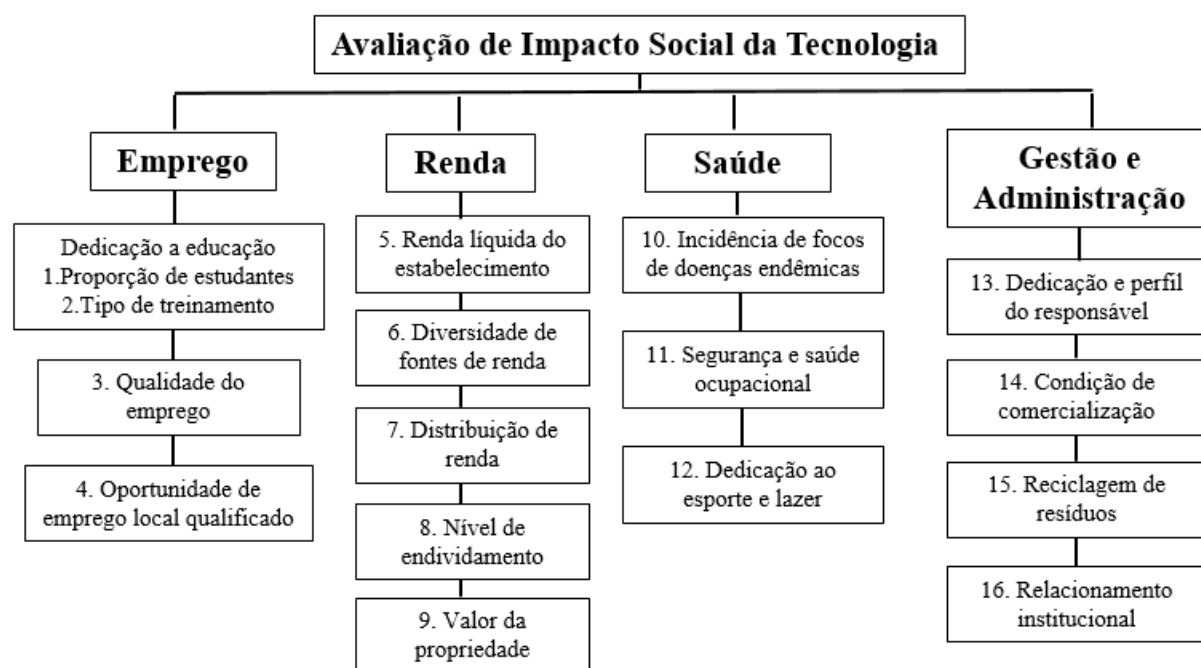 Avaliação de Impacto Social da Tecnologia
Emprego
Dedicação a educação
1.Proporção de estudantes
2.Tipo de treinamento
3. Qualidade do
emprego
4. Oportunidade de
emprego local qualificado
Renda
5. Renda líquida do
estabelecimento
6. Diversidade de
fontes de renda
7. Distribuição de
renda
8. Nível de
endividamento
9. Valor da
propriedade
Saúde
10. Incidência de focos
de doenças endêmicas
11. Segurança e saúde
ocupacional
12. Dedicação ao
esporte e lazer
Gestão e
Administração
13. Dedicação e perfil
do responsável
14. Condição de
comercialização
15. Reciclagem de
resíduos
16. Relacionamento
institucional